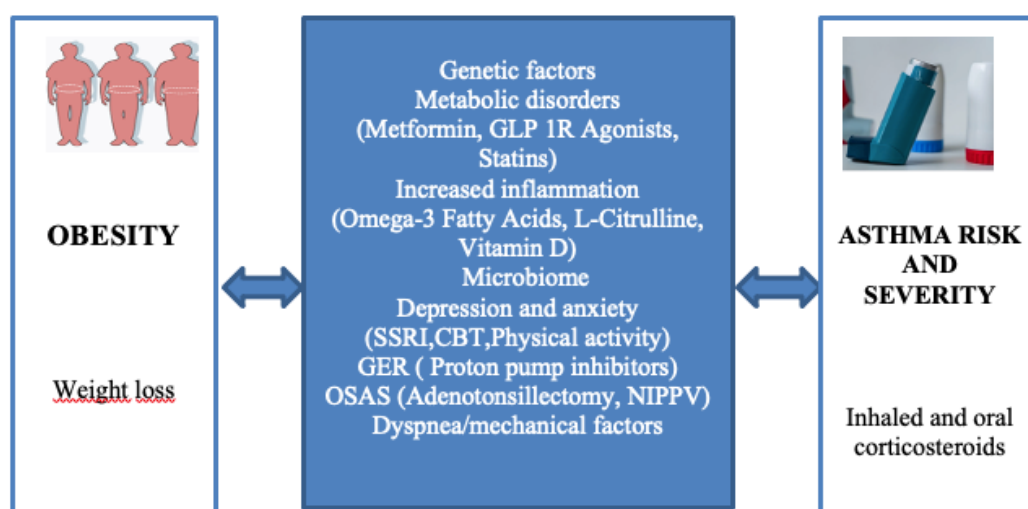 OBESITY
Weight loss
Genetic factors
Metabolic disorders
(Metformin, GLP 1R Agonists,
Statins)
Increased inflammation
(Omega-3 Fatty Acids, L-Citrulline,
Vitamin D)
Microbiome
Depression and anxiety
(SSRI,CBT,Physical activity)
GER ( Proton pump inhibitors)
OSAS (Adenotonsillectomy, NIPPV)
Dyspnea/mechanical factors
ASTHMA RISK
AND
SEVERITY
Inhaled and oral
corticosteroids